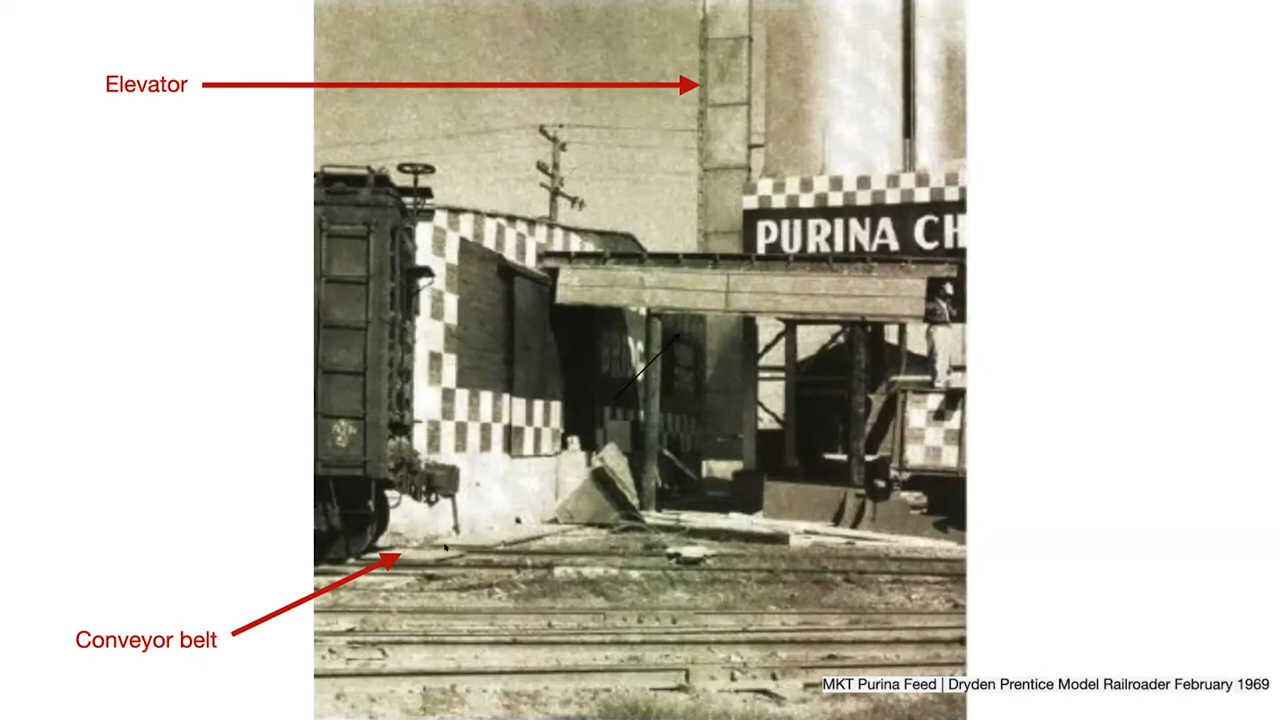 Elevator
PURINA CH
Conveyor belt
MKT Purina Feed | Dryden Prentice Model Railroader February 1969